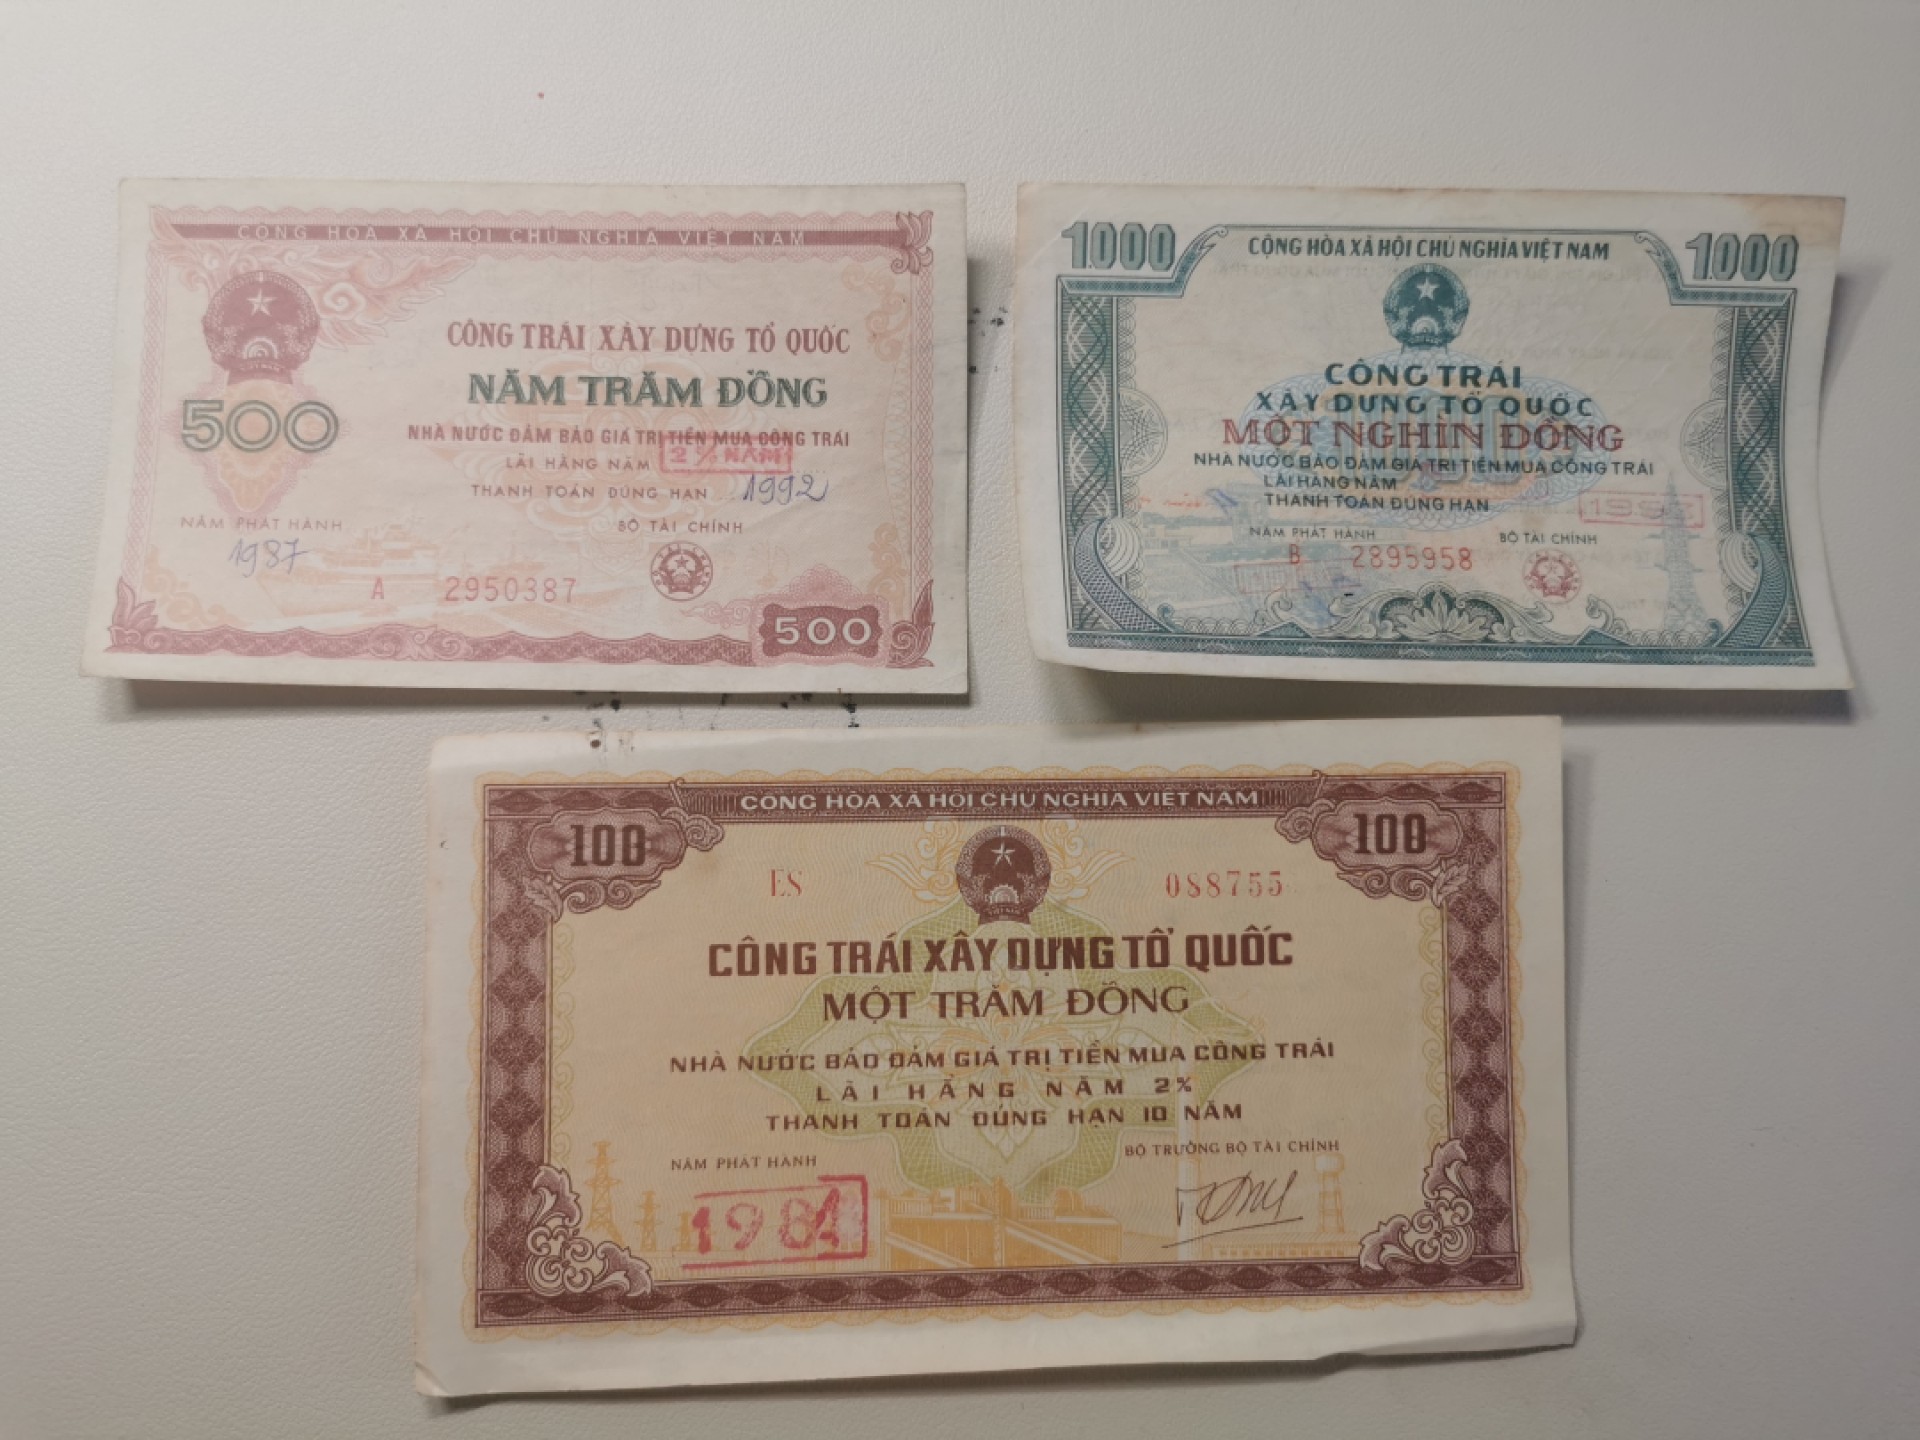 CỘNG HÒA XÃ HỘI CHỦ NGHĨA VIỆT NAM
CÔNG TRÁI XÂY DỰNG TỔ QUỐC
NĂM TRĂM ĐỒNG
500
NHÀ NƯỚC ĐẢM BẢO GIÁ TRỊ TIỀN MUA CÔNG TRÁI
LÃI HẰNG NĂM 2% NĂM
THANH TOÁN ĐÚNG HẠN 1992
NĂM PHÁT HÀNH
BỘ TÀI CHÍNH
1987
A 2950387
500
1000
CỘNG HÒA XÃ HỘI CHỦ NGHĨA VIỆT NAM
1000
CÔNG TRÁI
XÂY DỰNG TỔ QUỐC
MỘT NGHÌN ĐỒNG
NHÀ NƯỚC BẢO ĐẢM GIÁ TRỊ TIỀN MUA CÔNG TRÁI
LÃI HÀNG NĂM
THANH TOÁN ĐÚNG HẠN
NĂM PHÁT HÀNH
BỘ TÀI CHÍNH
B 2895958
CỘNG HÒA XÃ HỘI CHỦ NGHĨA VIỆT NAM
100
100
ES 088755
CÔNG TRÁI XÂY DỰNG TỔ QUỐC
MỘT TRĂM ĐỒNG
NHÀ NƯỚC BẢO ĐẢM GIÁ TRỊ TIỀN MUA CÔNG TRÁI
LÃI HẰNG NĂM 2%
THANH TOÁN ĐÚNG HẠN 10 NĂM
NĂM PHÁT HÀNH
BỘ TRƯỞNG BỘ TÀI CHÍNH
1984